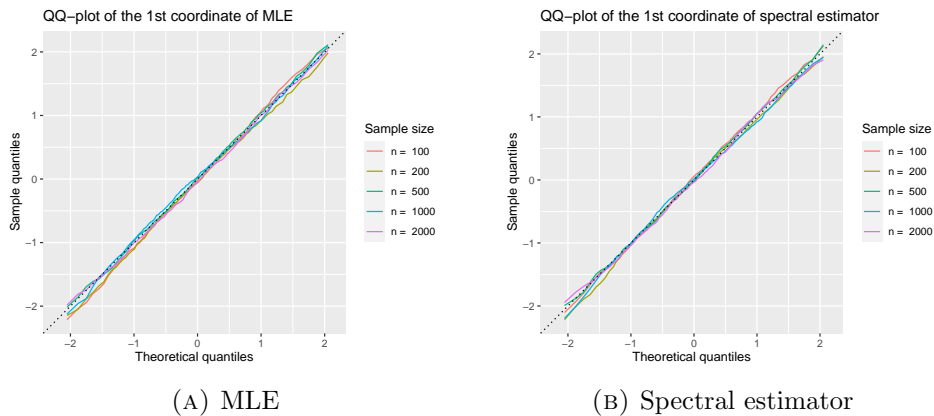 QQ−plot of the 1st coordinate of MLE
2
1
0
−1
−2
Sample quantiles
−2 −1 0 1 2
Theoretical quantiles
Sample size
n = 100
n = 200
n = 500
n = 1000
n = 2000
(A) MLE
QQ−plot of the 1st coordinate of spectral estimator
2
1
0
−1
−2
Sample quantiles
−2 −1 0 1 2
Theoretical quantiles
Sample size
n = 100
n = 200
n = 500
n = 1000
n = 2000
(B) Spectral estimator